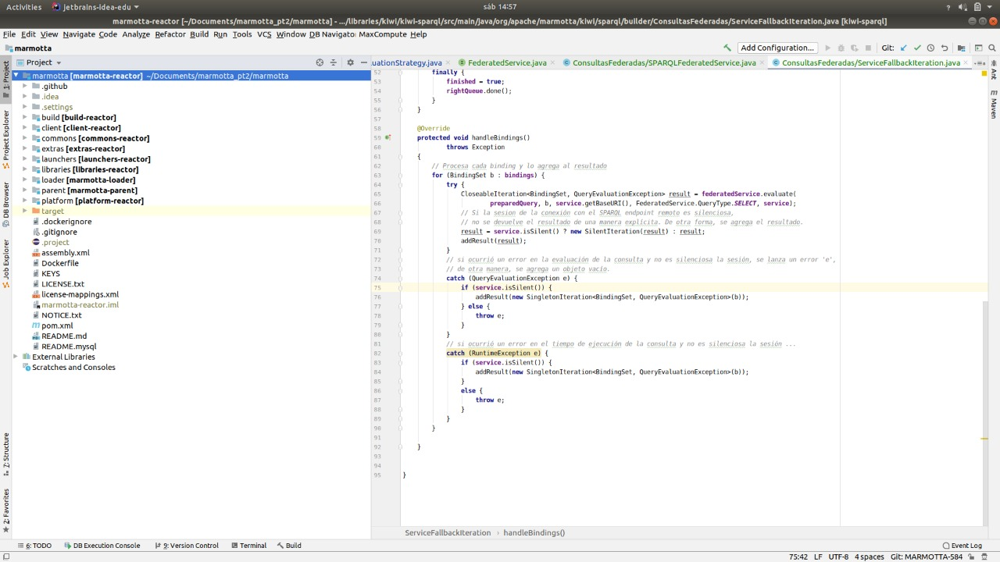 Activities
jetbrains-idea-edu
sáb 14:57
marmotta-reactor [~/Documents/marmotta_pt2/marmotta] - .../libraries/kiwi/kiwi-sparql/src/main/java/org/apache/marmotta/kiwi/sparql/builder/ConsultasFederadas/ServiceFallbackIteration.java [kiwi-sparql]
File Edit View Navigate Code Analyze Refactor Build Run Tools VCS Window DB Navigator MaxCompute Help
marmotta
Add Configuration...
Git:
Project
uationStrategy.java
FederatedService.java
ConsultasFederadas/SPARQLFederatedService.java
ConsultasFederadas/ServiceFallbackIteration.java
1: Project
Project Explorer
DB Browser
Job Explorer
Z: Structure
2: Favorites
Ant
Maven
marmotta [marmotta-reactor] ~/Documents/marmotta_pt2/marmotta
.github
.idea
.settings
build [build-reactor]
client [client-reactor]
commons [commons-reactor]
extras [extras-reactor]
launchers [launchers-reactor]
libraries [libraries-reactor]
loader [marmotta-loader]
parent [marmotta-parent]
platform [platform-reactor]
target
.dockerignore
.gitignore
.project
assembly.xml
Dockerfile
KEYS
LICENSE.txt
license-mappings.xml
marmotta-reactor.iml
NOTICE.txt
pom.xml
README.md
README.mysql
External Libraries
Scratches and Consoles
52 finally {
53 finished = true;
54 rightQueue.done();
55 }
56 }
57
58 @Override
59 protected void handleBindings()
60 throws Exception
61 {
62 // Procesa cada binding y lo agrega al resultado
63 for (BindingSet b : bindings) {
64 try {
65 CloseableIteration<BindingSet, QueryEvaluationException> result = federatedService.evaluate(
66 preparedQuery, b, service.getBaseURI(), FederatedService.QueryType.SELECT, service);
67 // Si la sesion de la conexión con el SPARQL endpoint remoto es silenciosa,
68 // no se devuelve el resultado de una manera explícita. De otra forma, se agrega el resultado.
69 result = service.isSilent() ? new SilentIteration(result) : result;
70 addResult(result);
71 }
72 // si ocurrió un error en la evaluación de la consulta y no es silenciosa la sesión, se lanza un error 'e',
73 // de otra manera, se agrega un objeto vacío.
74 catch (QueryEvaluationException e) {
75 if (service.isSilent()) {
76 addResult(new SingletonIteration<BindingSet, QueryEvaluationException>(b));
77 } else {
78 throw e;
79 }
80 }
81 // si ocurrió un error en el tiempo de ejecución de la consulta y no es silenciosa la sesión ...
82 catch (RuntimeException e) {
83 if (service.isSilent()) {
84 addResult(new SingletonIteration<BindingSet, QueryEvaluationException>(b));
85 }
86 else {
87 throw e;
88 }
89 }
90 }
91
92 }
93
94
95 }
ServiceFallbackIteration › handleBindings()
6: TODO
DB Execution Console
9: Version Control
Terminal
Build
Event Log
75:42 LF UTF-8 4 spaces Git: MARMOTTA-584